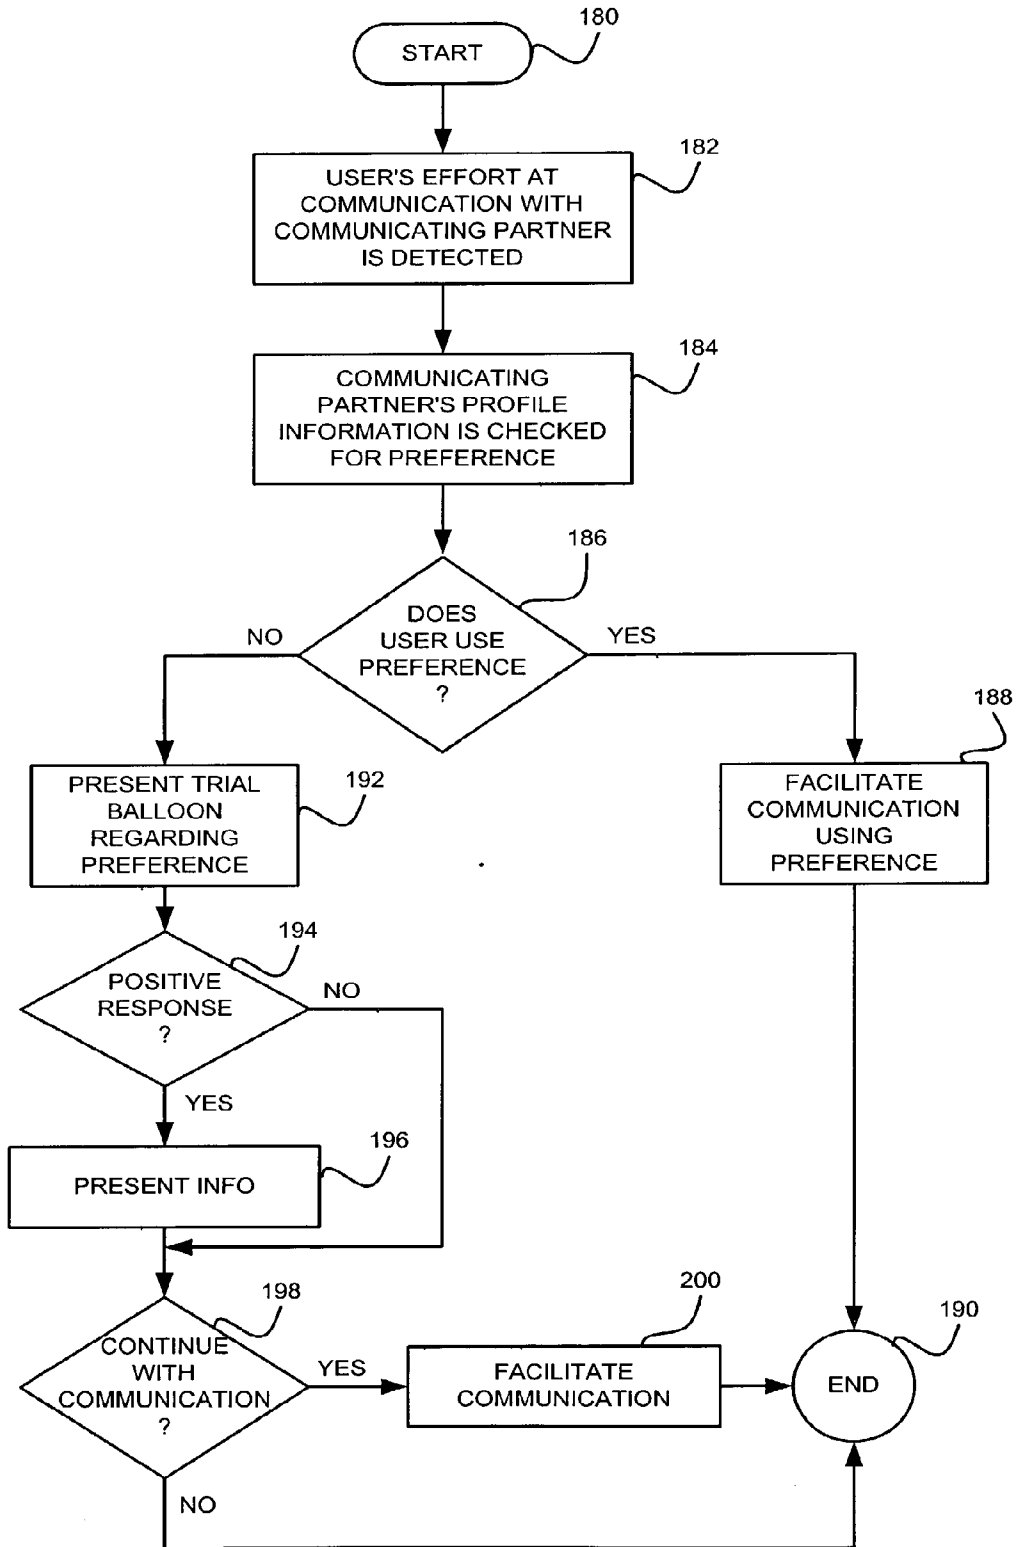 180
START
182
USER'S EFFORT AT
COMMUNICATION WITH
COMMUNICATING PARTNER
IS DETECTED
184
COMMUNICATING
PARTNER'S PROFILE
INFORMATION IS CHECKED
FOR PREFERENCE
186
DOES
USER USE
PREFERENCE
?
NO
YES
188
FACILITATE
COMMUNICATION
USING
PREFERENCE
192
PRESENT TRIAL
BALLOON
REGARDING
PREFERENCE
194
POSITIVE
RESPONSE
?
NO
YES
196
PRESENT INFO
198
CONTINUE
WITH
COMMUNICATION
?
YES
200
FACILITATE
COMMUNICATION
190
END
NO